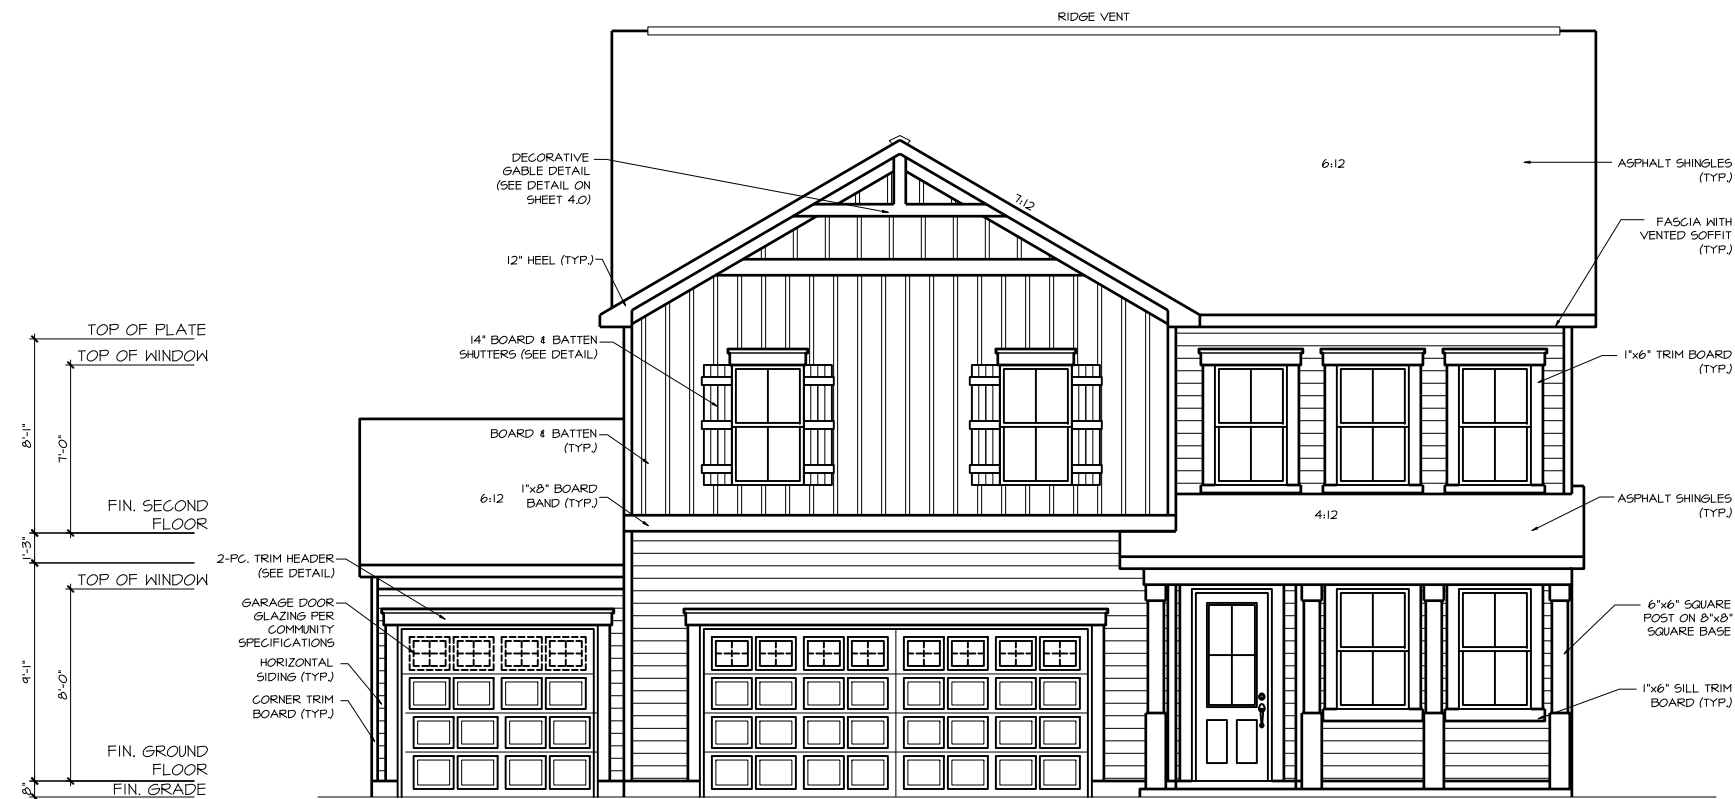 RIDGE VENT
DECORATIVE
GABLE DETAIL
(SEE DETAIL ON
SHEET 4.0)
7:12
6:12
ASPHALT SHINGLES
(TYP.)
FASCIA WITH
VENTED SOFFIT
(TYP.)
12" HEEL (TYP.)
TOP OF PLATE
TOP OF WINDOW
14" BOARD & BATTEN
SHUTTERS (SEE DETAIL)
1"x6" TRIM BOARD
(TYP.)
8'-1"
7'-0"
BOARD & BATTEN
(TYP.)
6:12
1"x8" BOARD
BAND (TYP.)
FIN. SECOND
FLOOR
4:12
ASPHALT SHINGLES
(TYP.)
1'-3"
2-PC. TRIM HEADER
(SEE DETAIL)
TOP OF WINDOW
GARAGE DOOR
GLAZING PER
COMMUNITY
SPECIFICATIONS
6"x6" SQUARE
POST ON 8"x8"
SQUARE BASE
HORIZONTAL
SIDING (TYP.)
9'-1"
8'-0"
CORNER TRIM
BOARD (TYP.)
1"x6" SILL TRIM
BOARD (TYP.)
FIN. GROUND
FLOOR
8"
FIN. GRADE